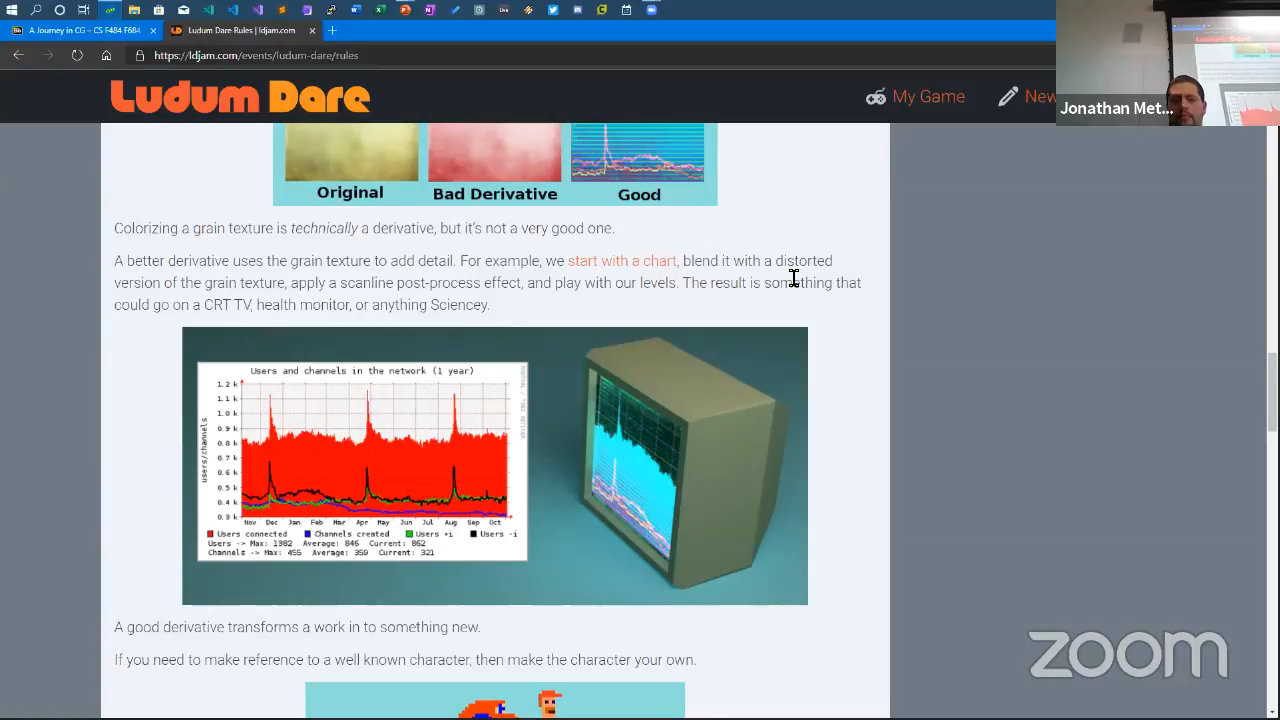 A Journey in CG – CS F484 F684
Ludum Dare Rules | ldjam.com
https://ldjam.com/events/ludum-dare/rules
Ludum Dare
My Game
New
Jonathan Met...
Original
Bad Derivative
Good
Colorizing a grain texture is technically a derivative, but it's not a very good one.
A better derivative uses the grain texture to add detail. For example, we start with a chart, blend it with a distorted
version of the grain texture, apply a scanline post-process effect, and play with our levels. The result is something that
could go on a CRT TV, health monitor, or anything Sciencey.
Users and channels in the network (1 year)
users/channels
1.2 k
1.1 k
1.0 k
0.9 k
0.8 k
0.7 k
0.6 k
0.5 k
0.4 k
0.3 k
Nov Dec Jan Feb Mar Apr May Jun Jul Aug Sep Oct
Users connected Channels created Users +i Users -i
Users -> Max: 1382 Average: 846 Current: 862
Channels -> Max: 455 Average: 359 Current: 321
A good derivative transforms a work in to something new.
If you need to make reference to a well known character, then make the character your own.
zoom